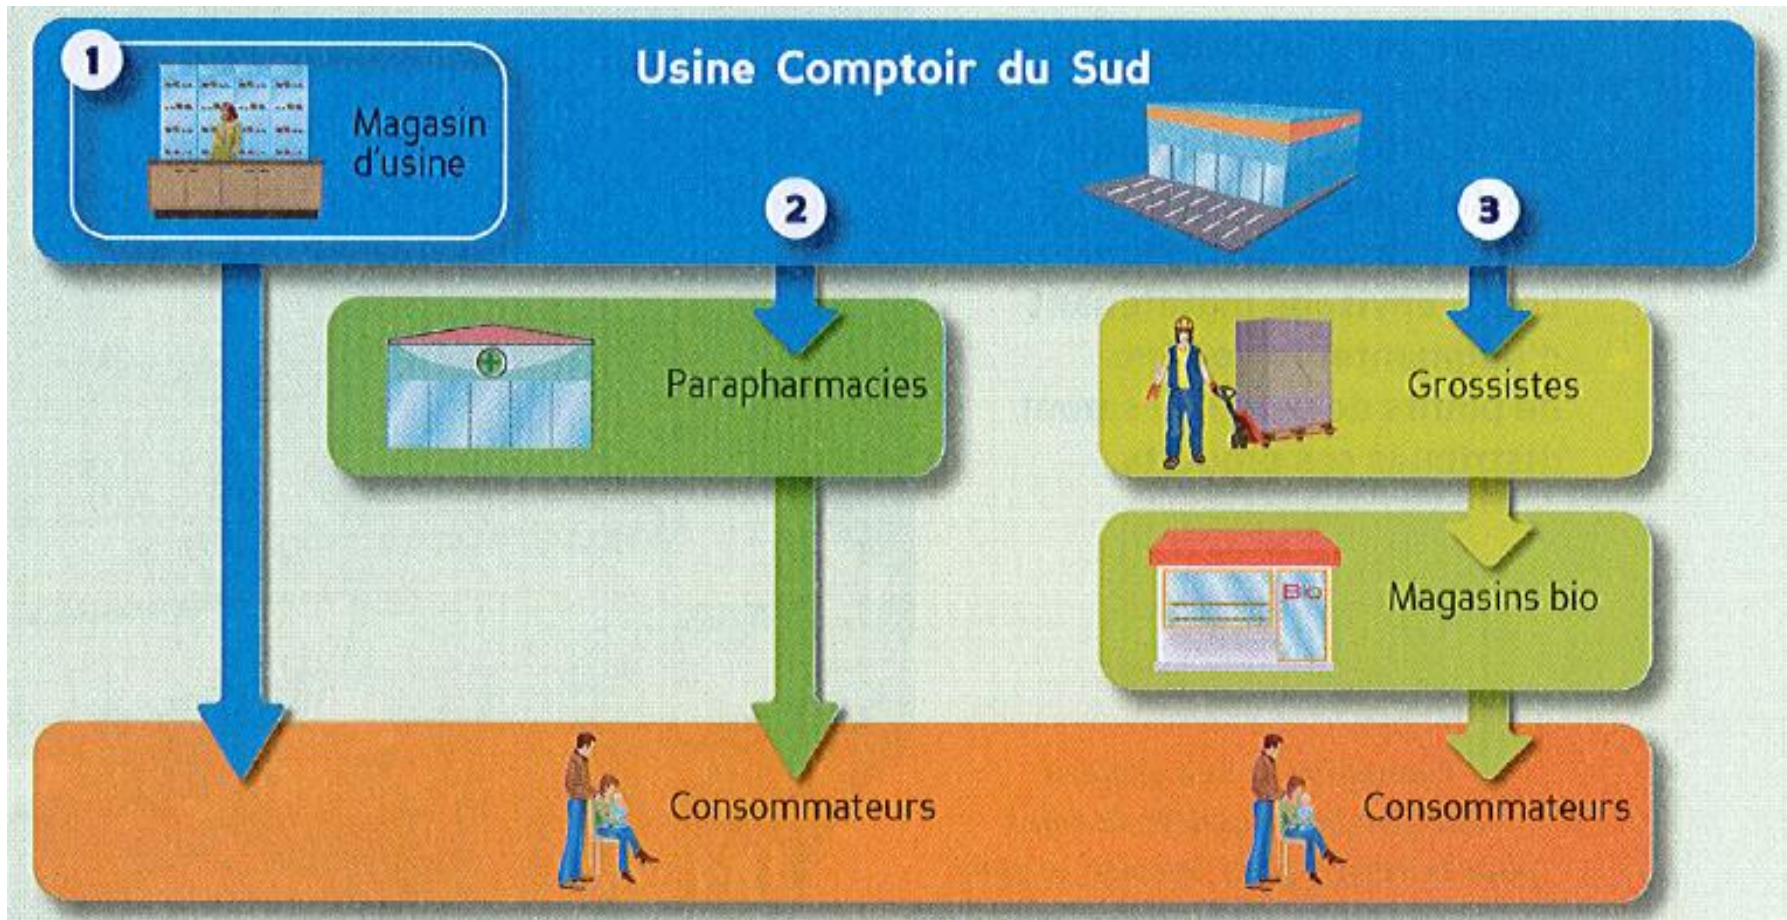 1
Usine Comptoir du Sud
Magasin
d'usine
2
3
Parapharmacies
Grossistes
Bio
Magasins bio
Consommateurs
Consommateurs